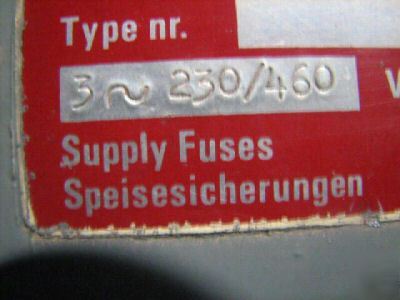 Type nr.
3 ~ 230/460 V
Supply Fuses
Speisesicherungen